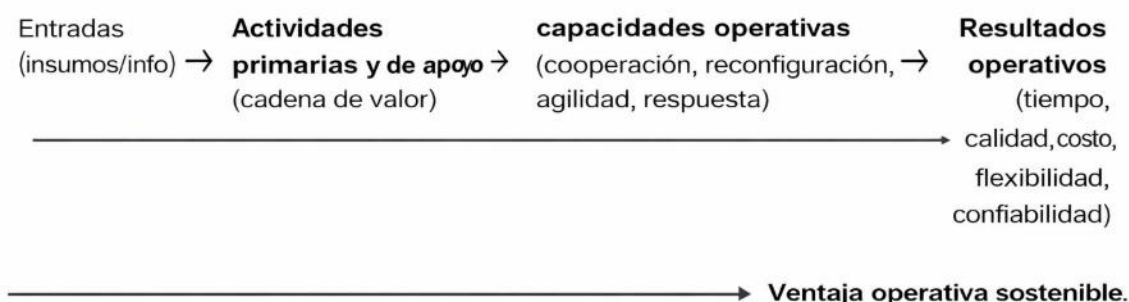 Entradas
(insumos/info) →
Actividades
primarias y de apoyo →
(cadena de valor)
capacidades operativas
(cooperación, reconfiguración, →
agilidad, respuesta)
Resultados
operativos
(tiempo,
calidad, costo,
flexibilidad,
confiabilidad)
Ventaja operativa sostenible.